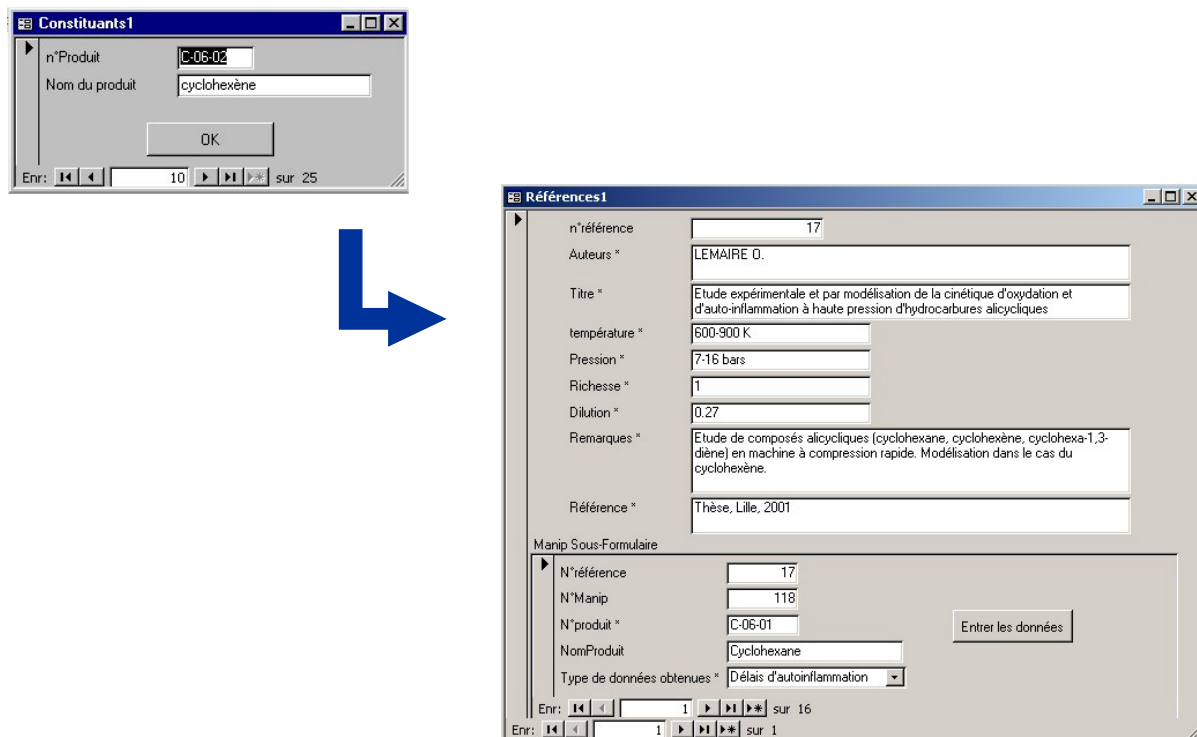 Constituants1
n°Produit C-06-02
Nom du produit cyclohexène
OK
Enr: 10 sur 25
Références1
n°référence 17
Auteurs * LEMAIRE O.
Titre * Etude expérimentale et par modélisation de la cinétique d'oxydation et
d'auto-inflammation à haute pression d'hydrocarbures alicycliques
température * 600-900 K
Pression * 7-16 bars
Richesse * 1
Dilution * 0.27
Remarques * Etude de composés alicycliques (cyclohexane, cyclohexène, cyclohexa-1,3-
diène) en machine à compression rapide. Modélisation dans le cas du
cyclohexène.
Référence * Thèse, Lille, 2001
Manip Sous-Formulaire
N°référence 17
N°Manip 118
N°produit * C-06-01 Entrer les données
NomProduit Cyclohexane
Type de données obtenues * Délais d'autoinflammation
Enr: 1 sur 16
Enr: 1 sur 1